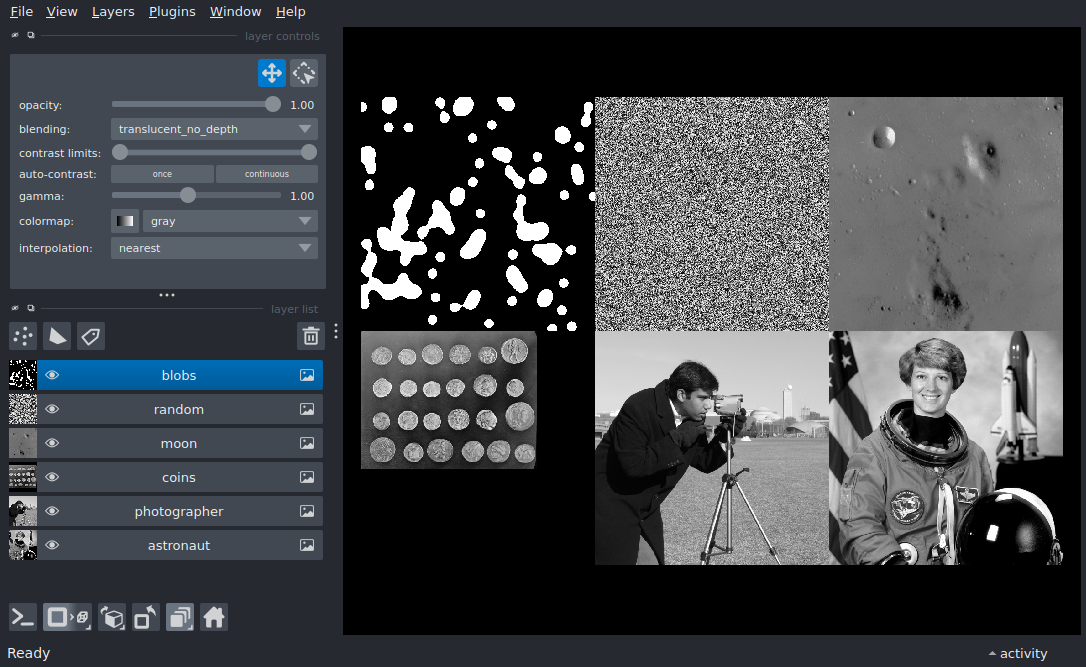 File View Layers Plugins Window Help
layer controls
opacity: 1.00
blending: translucent_no_depth
contrast limits:
auto-contrast: once continuous
gamma: 1.00
colormap: gray
interpolation: nearest
layer list
blobs
random
moon
coins
photographer
astronaut
Ready
activity